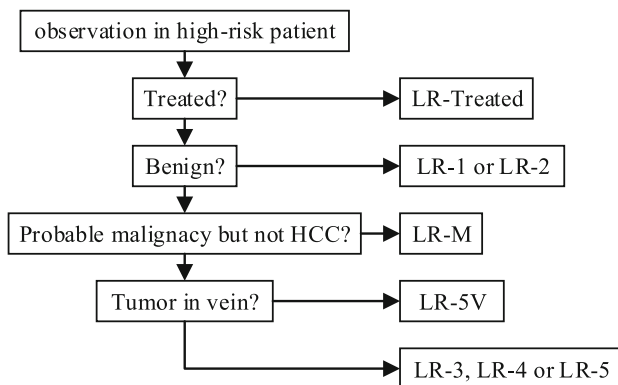 observation in high-risk patient
Treated?
LR-Treated
Benign?
LR-1 or LR-2
Probable malignacy but not HCC?
LR-M
Tumor in vein?
LR-5V
LR-3, LR-4 or LR-5